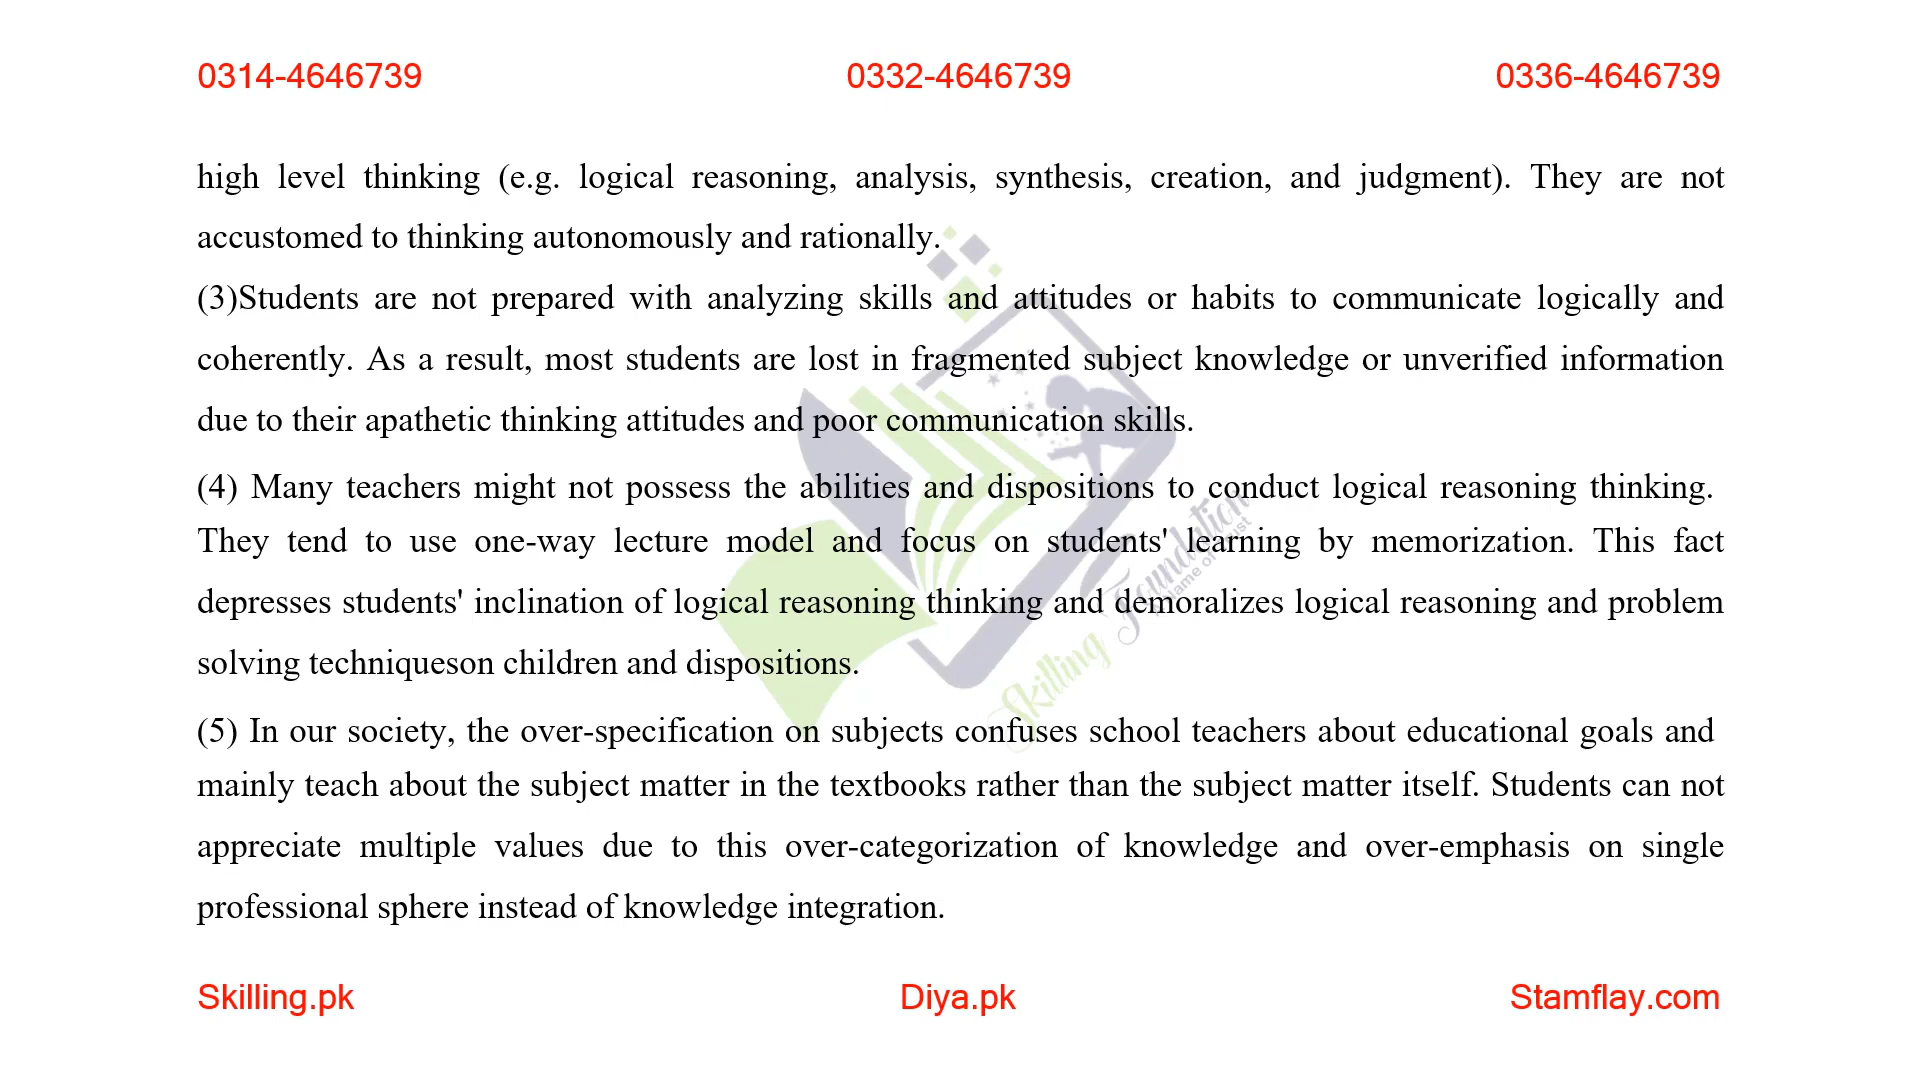 0314-4646739 0332-4646739 0336-4646739
high level thinking (e.g. logical reasoning, analysis, synthesis, creation, and judgment). They are not
accustomed to thinking autonomously and rationally.
(3)Students are not prepared with analyzing skills and attitudes or habits to communicate logically and
coherently. As a result, most students are lost in fragmented subject knowledge or unverified information
due to their apathetic thinking attitudes and poor communication skills.
(4) Many teachers might not possess the abilities and dispositions to conduct logical reasoning thinking.
They tend to use one-way lecture model and focus on students' learning by memorization. This fact
depresses students' inclination of logical reasoning thinking and demoralizes logical reasoning and problem
solving techniqueson children and dispositions.
(5) In our society, the over-specification on subjects confuses school teachers about educational goals and
mainly teach about the subject matter in the textbooks rather than the subject matter itself. Students can not
appreciate multiple values due to this over-categorization of knowledge and over-emphasis on single
professional sphere instead of knowledge integration.
Skilling Foundation
Skilling.pk Diya.pk Stamflay.com